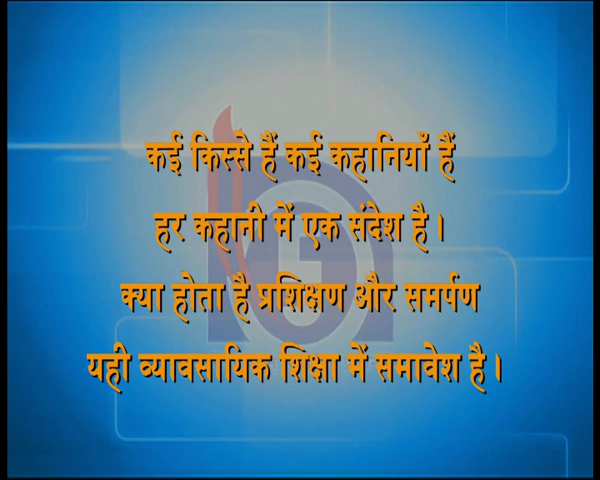 कई किस्से हैं कई कहानियाँ हैं
हर कहानी में एक संदेश है।
क्या होता है प्रशिक्षण और समर्पण
यही व्यावसायिक शिक्षा में समावेश है।